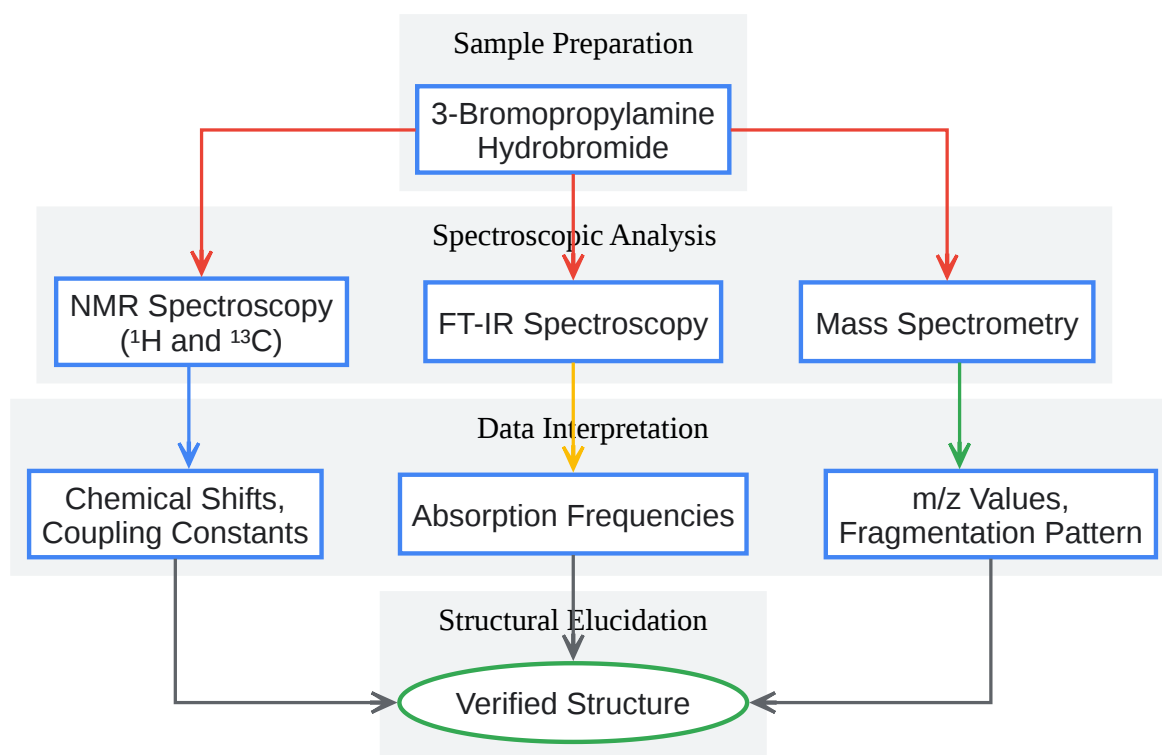 Sample Preparation
3-Bromopropylamine
Hydrobromide
Spectroscopic Analysis
NMR Spectroscopy
(¹H and ¹³C)
FT-IR Spectroscopy
Mass Spectrometry
Data Interpretation
Chemical Shifts,
Coupling Constants
Absorption Frequencies
m/z Values,
Fragmentation Pattern
Structural Elucidation
Verified Structure